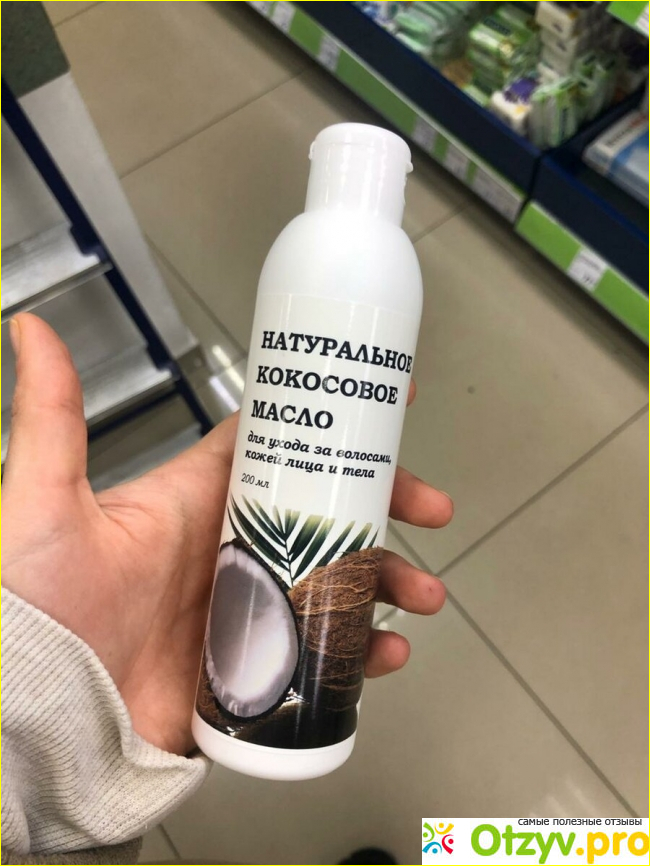 НАТУРАЛЬНОЕ
КОКОСОВОЕ
МАСЛО
для ухода за волосами,
кожей лица и тела
200 мл
самые полезные отзывы
Otzyv.pro